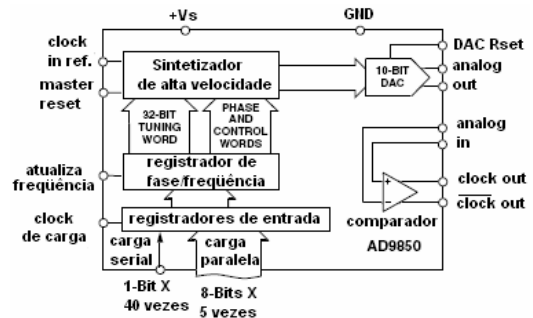 +Vs
GND
clock
in ref.
master
reset
Sintetizador
de alta velocidade
10-BIT
DAC
DAC Rset
analog
out
32-BIT
TUNING
WORD
PHASE
AND
CONTROL
WORDS
analog
in
atualiza
freqüência
registrador de
fase/freqüência
+
-
clock out
clock out
comparador
AD9850
clock
de carga
registradores de entrada
carga
serial
carga
paralela
1-Bit X
40 vezes
8-Bits X
5 vezes